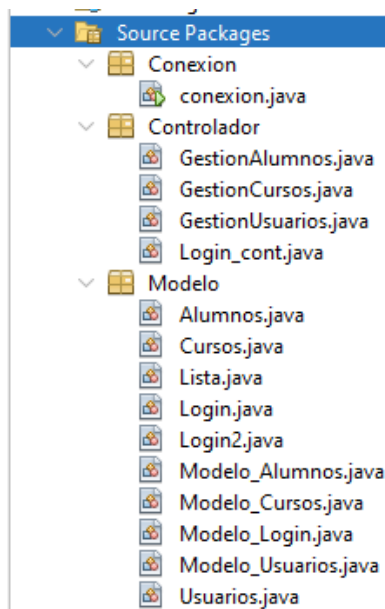 Source Packages
Conexion
conexion.java
Controlador
GestionAlumnos.java
GestionCursos.java
GestionUsuarios.java
Login_cont.java
Modelo
Alumnos.java
Cursos.java
Lista.java
Login.java
Login2.java
Modelo_Alumnos.java
Modelo_Cursos.java
Modelo_Login.java
Modelo_Usuarios.java
Usuarios.java